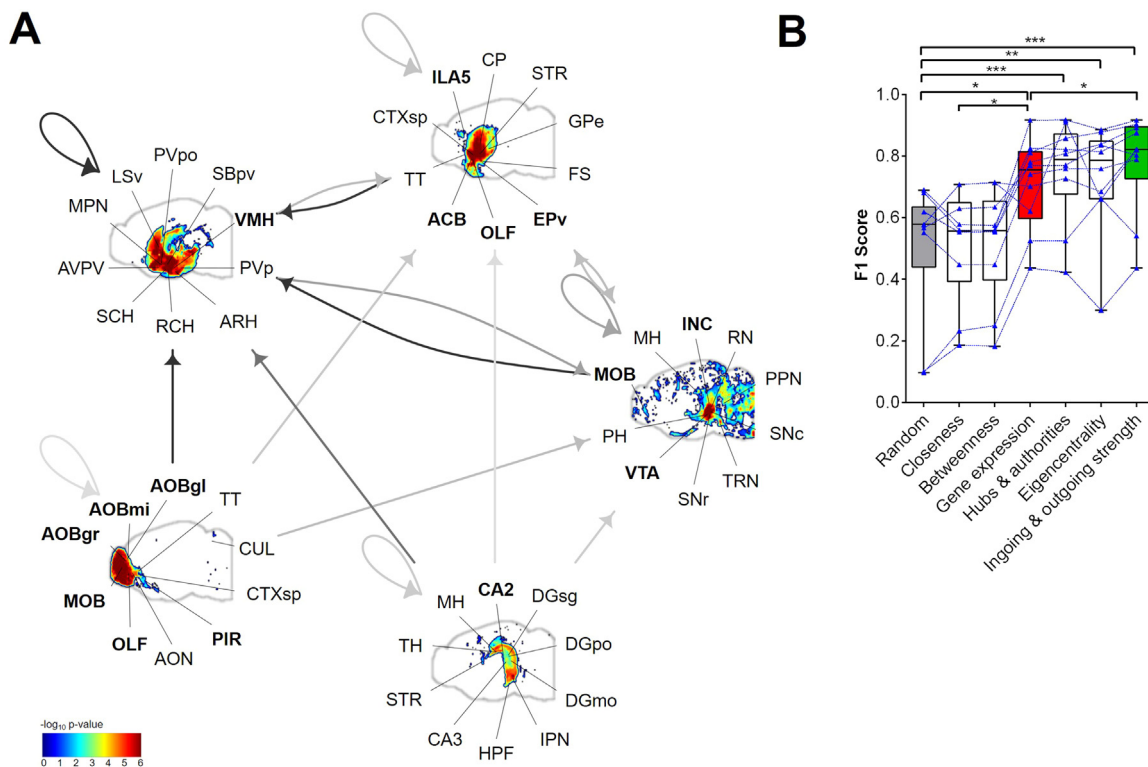 A
B
CP
ILA5
STR
CTXsp
GPe
PVpo
LSv
SBpv
FS
TT
MPN
VMH
ACB
EPv
OLF
AVPV
PVp
SCH
RCH
ARH
INC
MH
RN
MOB
PPN
PH
SNc
VTA
TRN
SNr
AOBgl
TT
AOBmi
AOBgr
CUL
CTXsp
MOB
OLF
PIR
AON
CA2
MH
DGsg
TH
DGpo
STR
DGmo
CA3
IPN
HPF
-log10 p-value
0 1 2 3 4 5 6
***
**
***
*
*
*
1.0
0.8
0.6
0.4
0.2
0.0
F1 Score
Random
Closeness
Betweenness
Gene expression
Hubs & authorities
Eigencentrality
Ingoing & outgoing strength